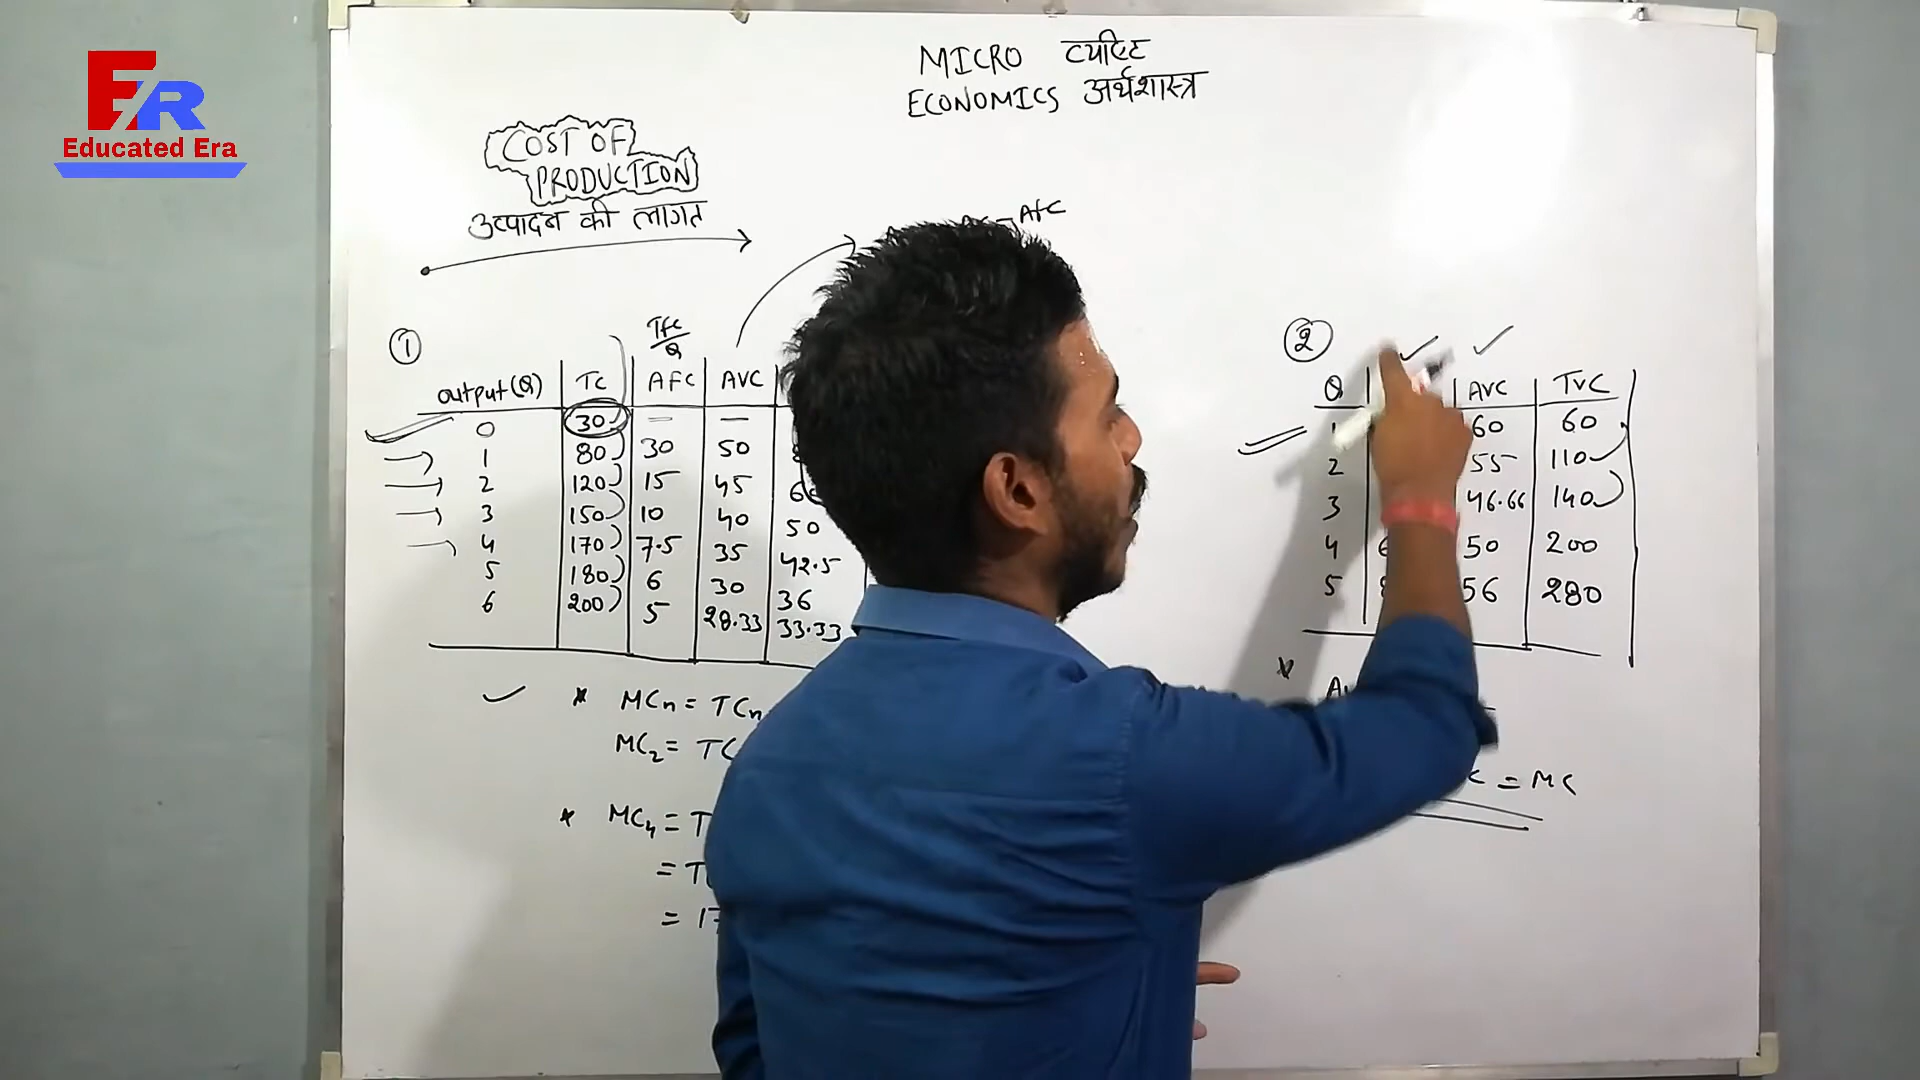 ER
Educated Era
MICRO व्यष्टि
ECONOMICS अर्थशास्त्र
COST OF
PRODUCTION
उत्पादन की लागत
- AFC
①
TFC
Q
output(Q) TC AFC AVC
0 30 — —
1 80 30 50
2 120 15 45
3 150 10 40 50
4 170 7.5 35 42.5
5 180 6 30 36
6 200 5 28.33 33.33
* MCn = TCn
MC2 = TC
* MC4 = T
= T
= 17
②
Q AVC TVC
60 60
2 55 110
3 46.66 140
4 50 200
5 56 280
*
= MC